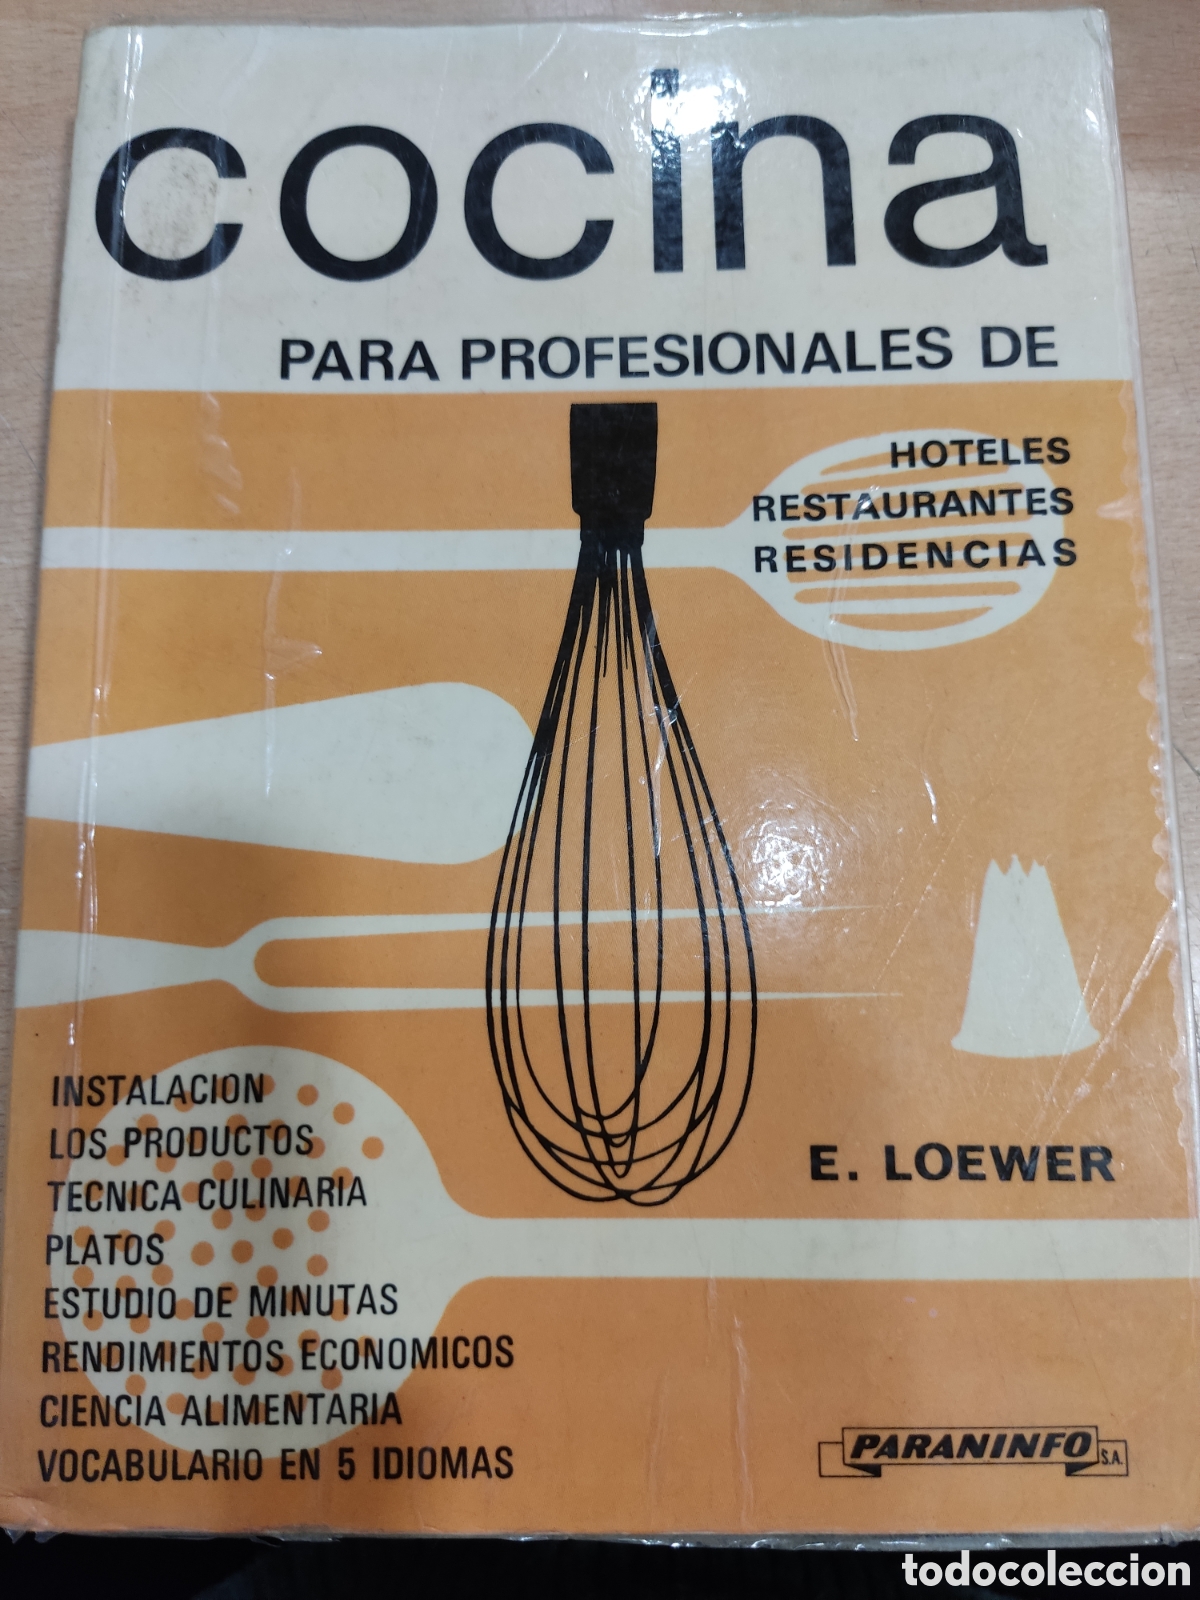 cocina
PARA PROFESIONALES DE
HOTELES
RESTAURANTES
RESIDENCIAS
INSTALACION
LOS PRODUCTOS
TECNICA CULINARIA
PLATOS
ESTUDIO DE MINUTAS
RENDIMIENTOS ECONOMICOS
CIENCIA ALIMENTARIA
VOCABULARIO EN 5 IDIOMAS
E. LOEWER
PARANINFO S.A.
todocoleccion